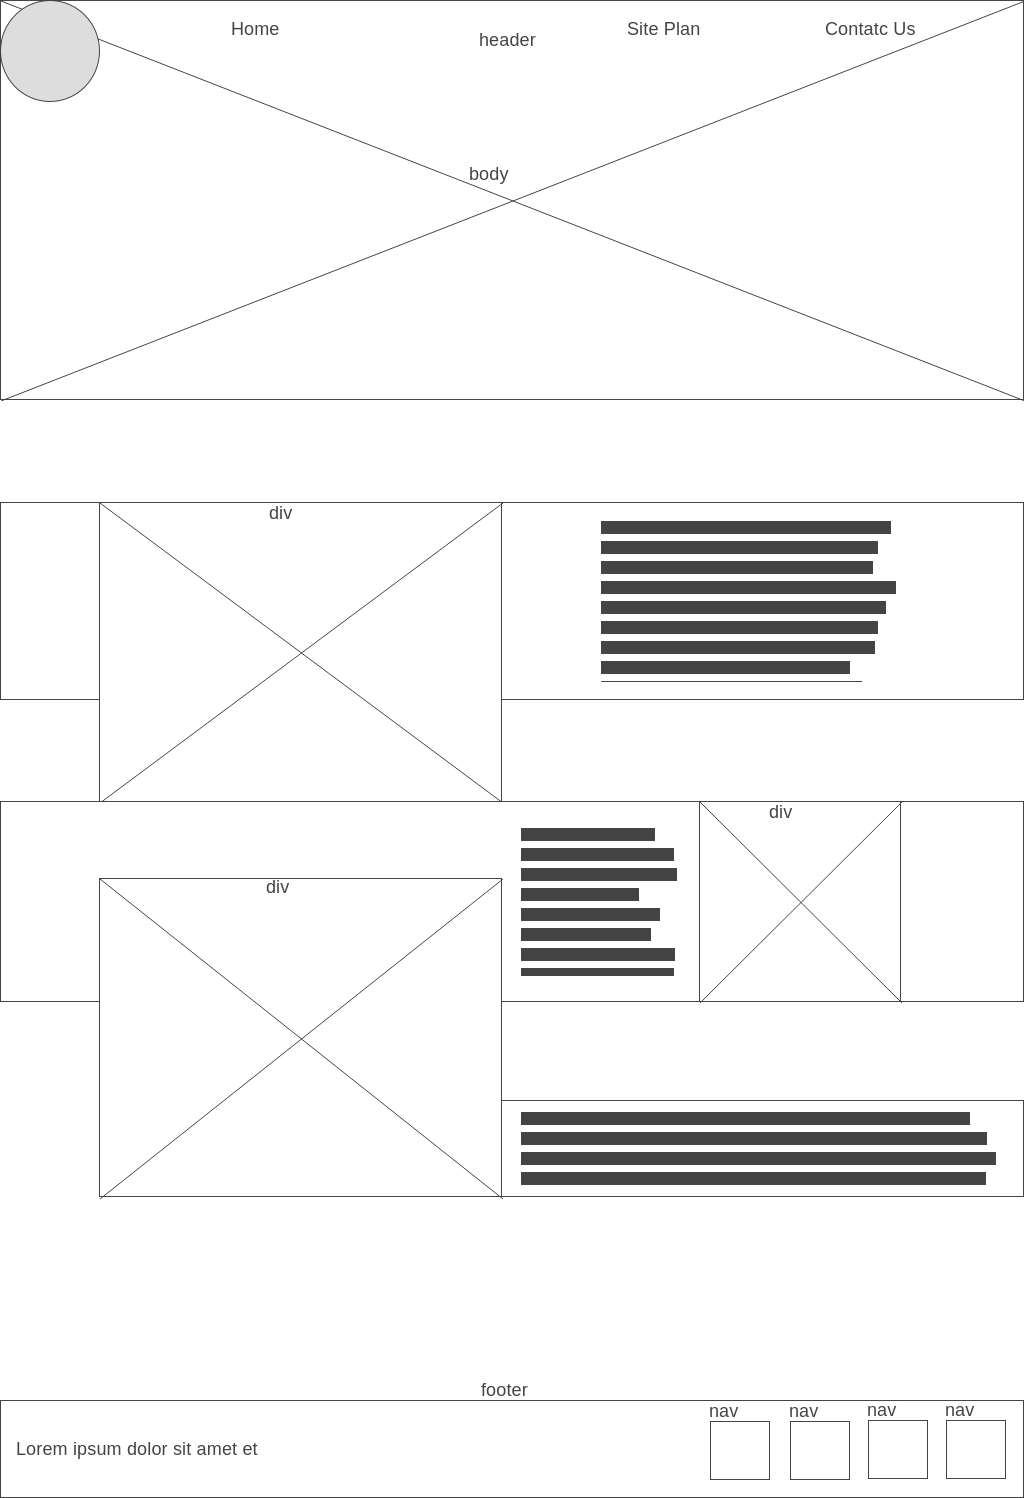 Home
header
Site Plan
Contatc Us
body
div
div
div
footer
nav
nav
nav
nav
Lorem ipsum dolor sit amet et